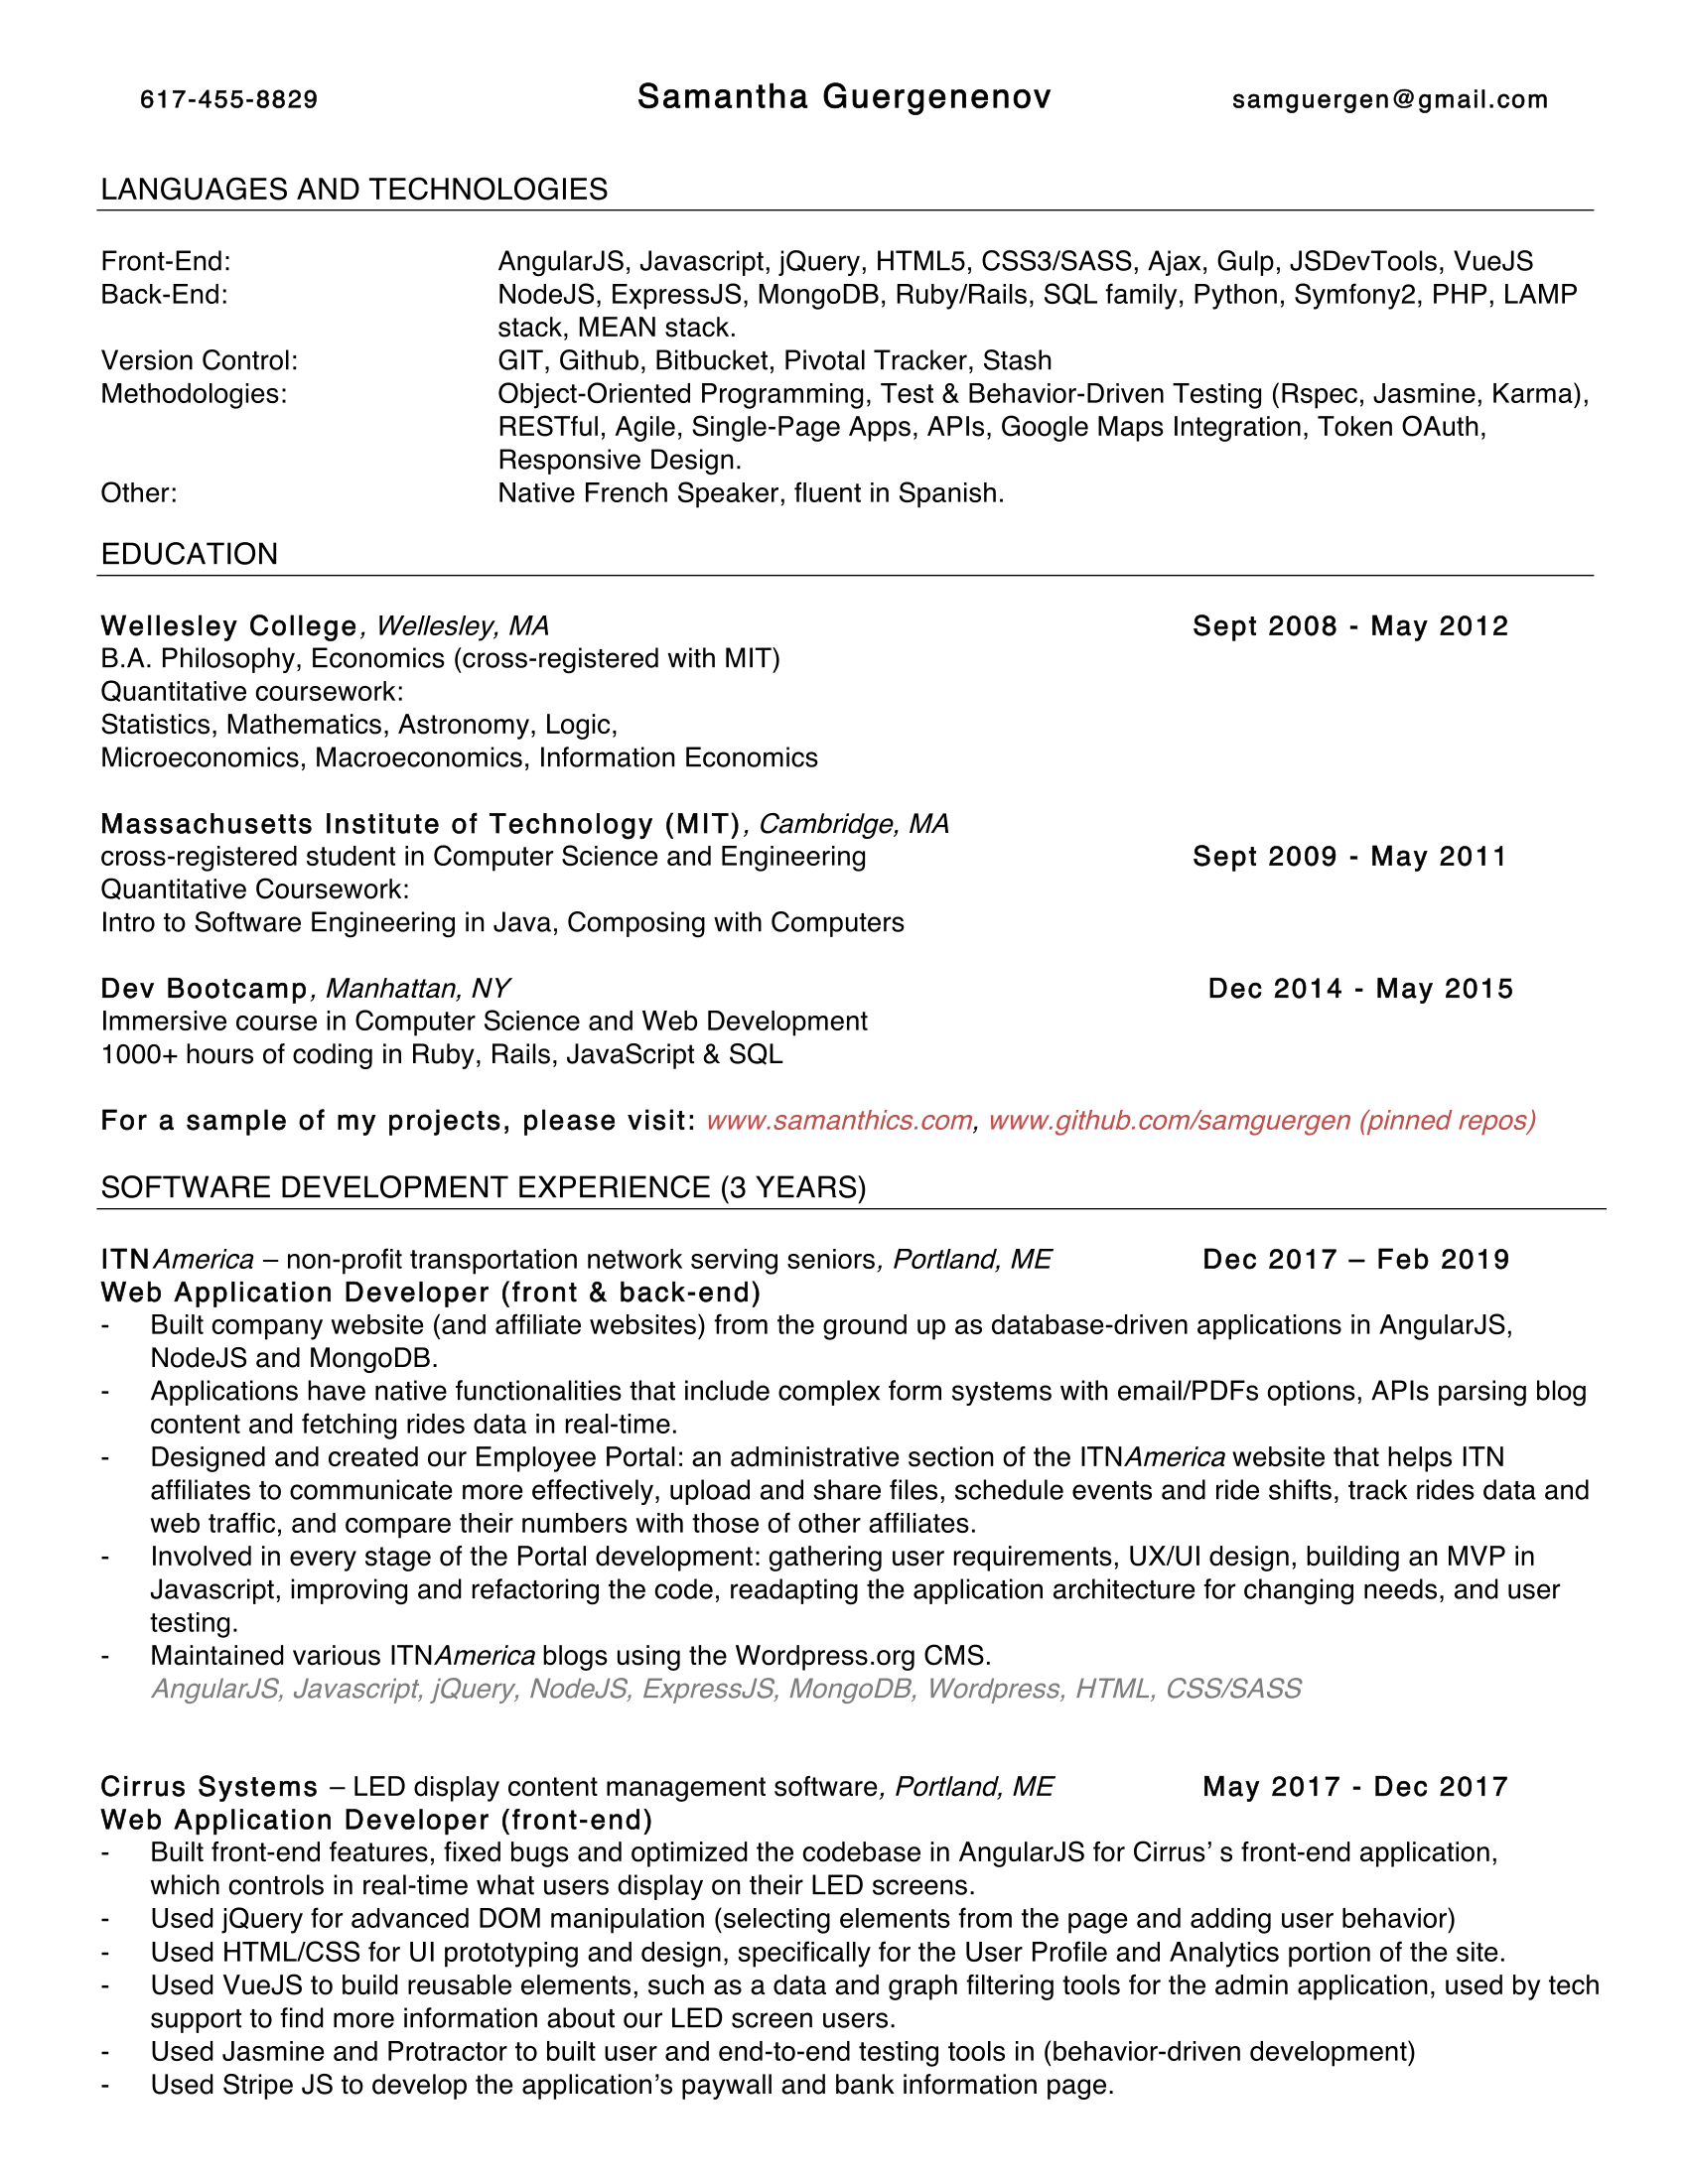 617-455-8829 Samantha Guergenenov samguergen@gmail.com
LANGUAGES AND TECHNOLOGIES
Front-End: AngularJS, Javascript, jQuery, HTML5, CSS3/SASS, Ajax, Gulp, JSDevTools, VueJS
Back-End: NodeJS, ExpressJS, MongoDB, Ruby/Rails, SQL family, Python, Symfony2, PHP, LAMP
stack, MEAN stack.
Version Control: GIT, Github, Bitbucket, Pivotal Tracker, Stash
Methodologies: Object-Oriented Programming, Test & Behavior-Driven Testing (Rspec, Jasmine, Karma),
RESTful, Agile, Single-Page Apps, APIs, Google Maps Integration, Token OAuth,
Responsive Design.
Other: Native French Speaker, fluent in Spanish.
EDUCATION
Wellesley College, Wellesley, MA Sept 2008 - May 2012
B.A. Philosophy, Economics (cross-registered with MIT)
Quantitative coursework:
Statistics, Mathematics, Astronomy, Logic,
Microeconomics, Macroeconomics, Information Economics
Massachusetts Institute of Technology (MIT), Cambridge, MA
cross-registered student in Computer Science and Engineering Sept 2009 - May 2011
Quantitative Coursework:
Intro to Software Engineering in Java, Composing with Computers
Dev Bootcamp, Manhattan, NY Dec 2014 - May 2015
Immersive course in Computer Science and Web Development
1000+ hours of coding in Ruby, Rails, JavaScript & SQL
For a sample of my projects, please visit: www.samanthics.com, www.github.com/samguergen (pinned repos)
SOFTWARE DEVELOPMENT EXPERIENCE (3 YEARS)
ITNAmerica – non-profit transportation network serving seniors, Portland, ME Dec 2017 – Feb 2019
Web Application Developer (front & back-end)
- Built company website (and affiliate websites) from the ground up as database-driven applications in AngularJS,
NodeJS and MongoDB.
- Applications have native functionalities that include complex form systems with email/PDFs options, APIs parsing blog
content and fetching rides data in real-time.
- Designed and created our Employee Portal: an administrative section of the ITNAmerica website that helps ITN
affiliates to communicate more effectively, upload and share files, schedule events and ride shifts, track rides data and
web traffic, and compare their numbers with those of other affiliates.
- Involved in every stage of the Portal development: gathering user requirements, UX/UI design, building an MVP in
Javascript, improving and refactoring the code, readapting the application architecture for changing needs, and user
testing.
- Maintained various ITNAmerica blogs using the Wordpress.org CMS.
AngularJS, Javascript, jQuery, NodeJS, ExpressJS, MongoDB, Wordpress, HTML, CSS/SASS
Cirrus Systems – LED display content management software, Portland, ME May 2017 - Dec 2017
Web Application Developer (front-end)
- Built front-end features, fixed bugs and optimized the codebase in AngularJS for Cirrus’ s front-end application,
which controls in real-time what users display on their LED screens.
- Used jQuery for advanced DOM manipulation (selecting elements from the page and adding user behavior)
- Used HTML/CSS for UI prototyping and design, specifically for the User Profile and Analytics portion of the site.
- Used VueJS to build reusable elements, such as a data and graph filtering tools for the admin application, used by tech
support to find more information about our LED screen users.
- Used Jasmine and Protractor to built user and end-to-end testing tools in (behavior-driven development)
- Used Stripe JS to develop the application’s paywall and bank information page.